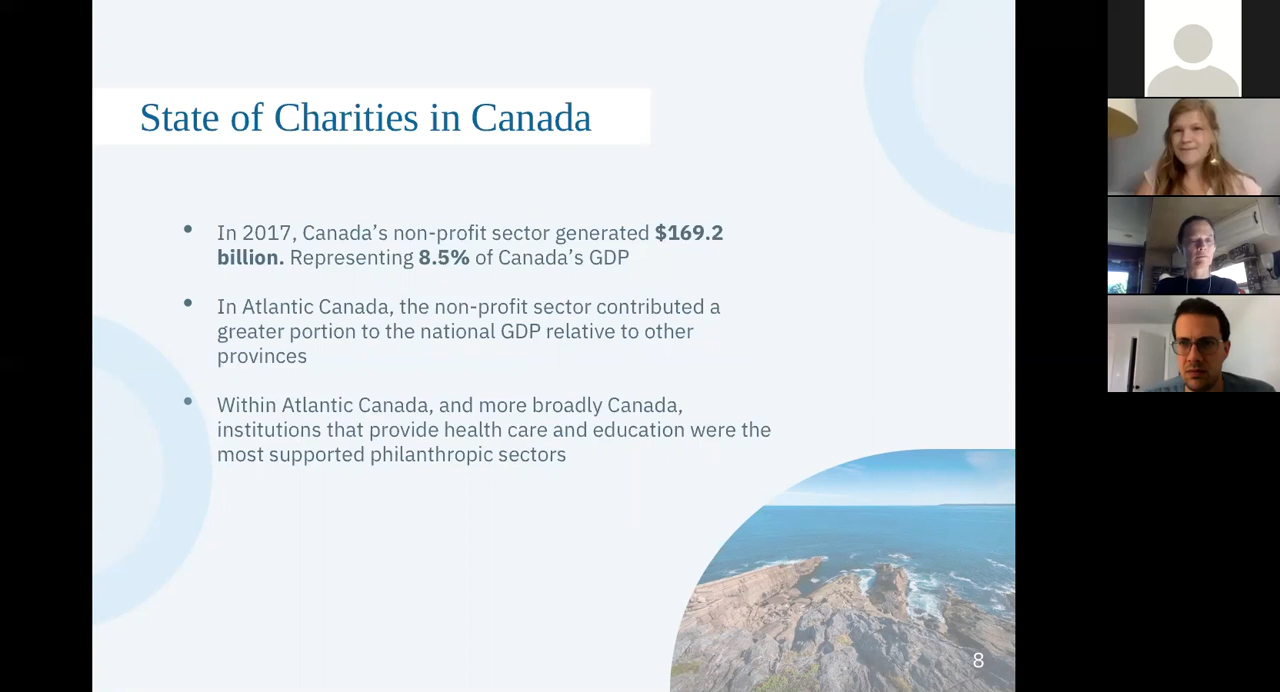 State of Charities in Canada
• In 2017, Canada’s non-profit sector generated $169.2
billion. Representing 8.5% of Canada’s GDP
• In Atlantic Canada, the non-profit sector contributed a
greater portion to the national GDP relative to other
provinces
• Within Atlantic Canada, and more broadly Canada,
institutions that provide health care and education were the
most supported philanthropic sectors
8